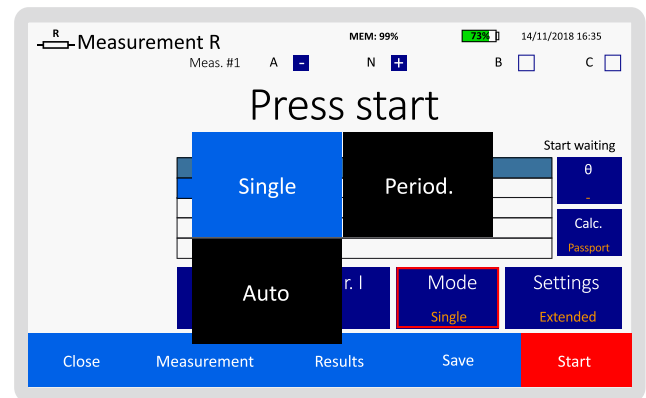 R
Measurement R
MEM: 99%
73%
14/11/2018 16:35
Meas. #1 A - N + B C
Press start
Start waiting
Single
Period.
θ
-
Calc.
Passport
Auto
r. I
Mode
Single
Settings
Extended
Close
Measurement
Results
Save
Start